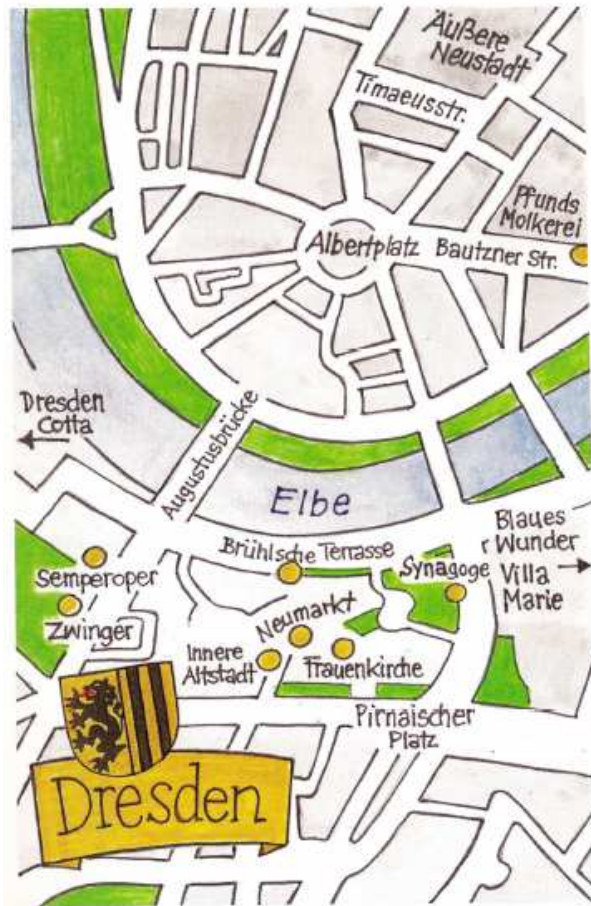 Äußere
Neustadt
Timaeusstr.
Pfunds
Molkerei
Albertplatz
Bautzner Str.
Dresden
Cotta
Augustusbrücke
Elbe
Blaues
Wunder
Villa
Marie
Brühlsche Terrasse
Synagoge
Semperoper
Zwinger
Neumarkt
Innere
Altstadt
Frauenkirche
Pirnaischer
Platz
Dresden